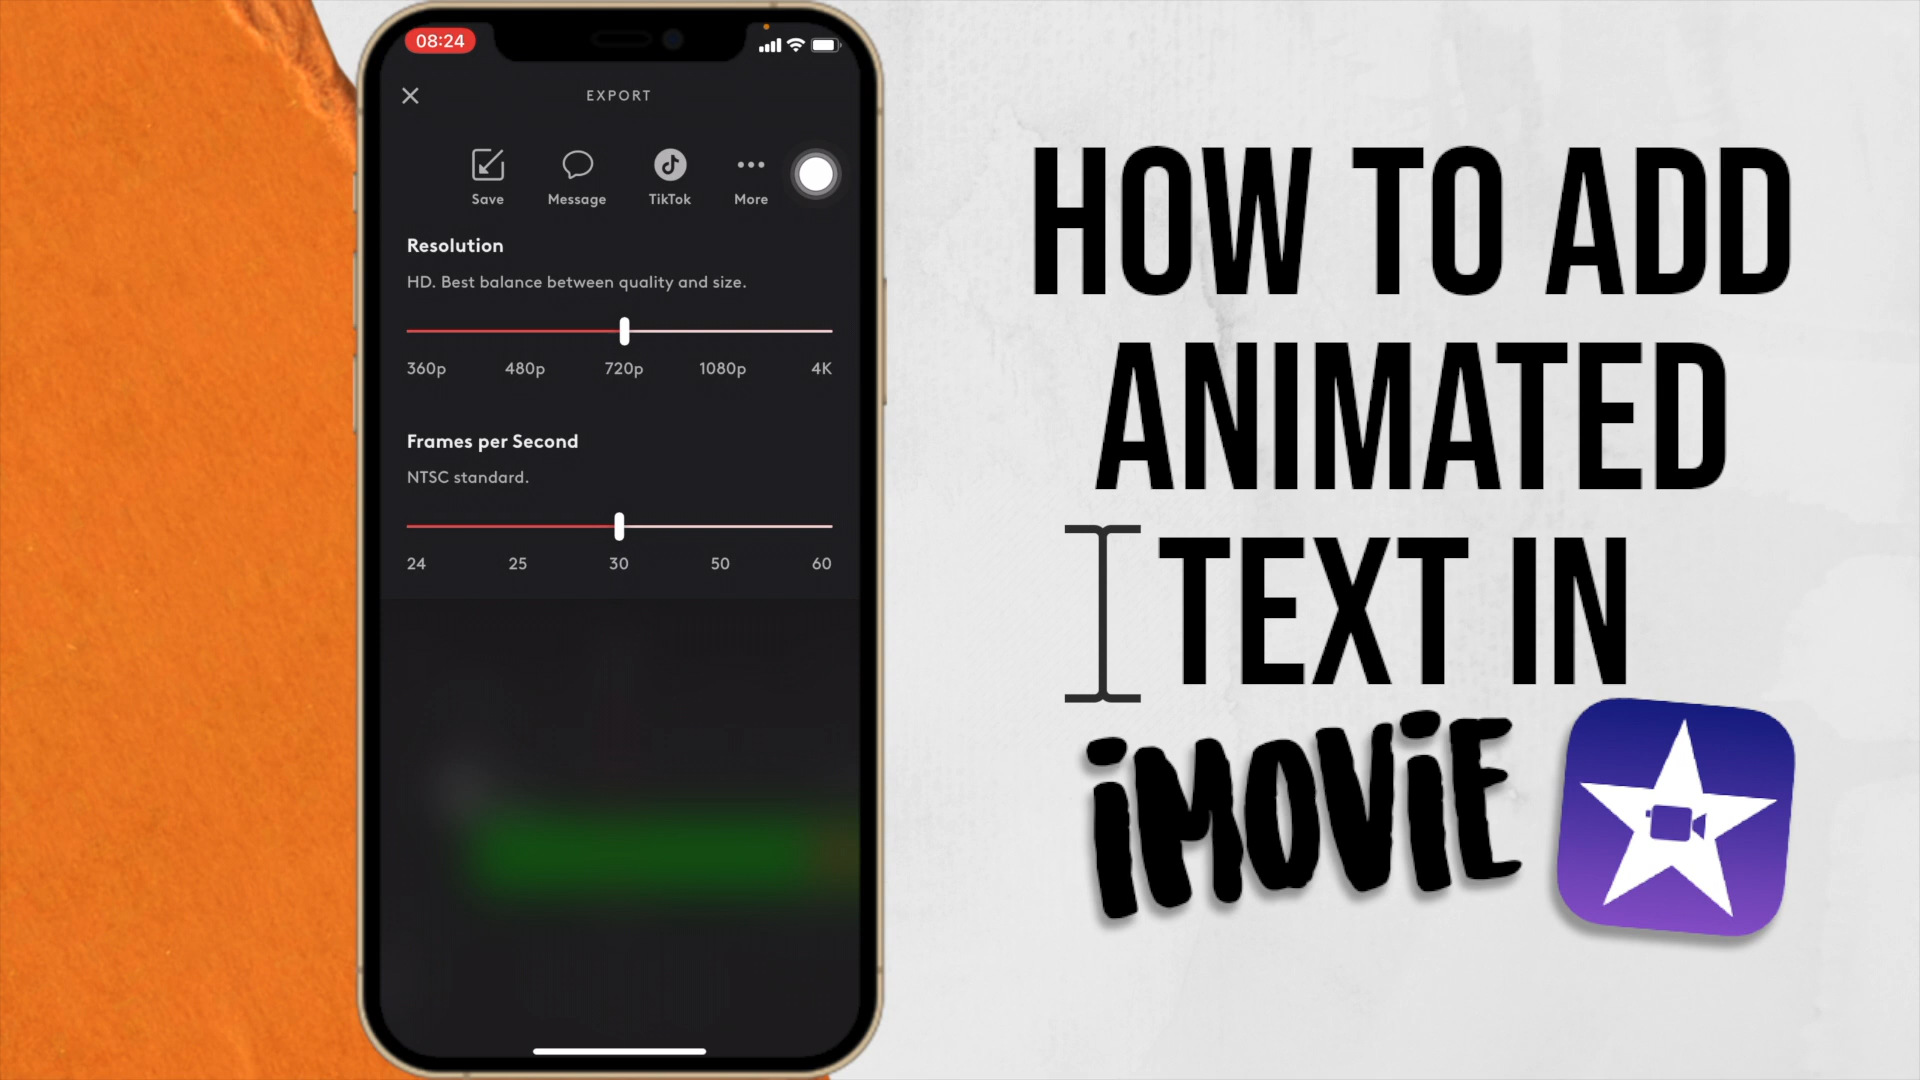 08:24
EXPORT
Save Message TikTok More
Resolution
HD. Best balance between quality and size.
360p 480p 720p 1080p 4K
Frames per Second
NTSC standard.
24 25 30 50 60
HOW TO ADD
ANIMATED
TEXT IN
iMOViE